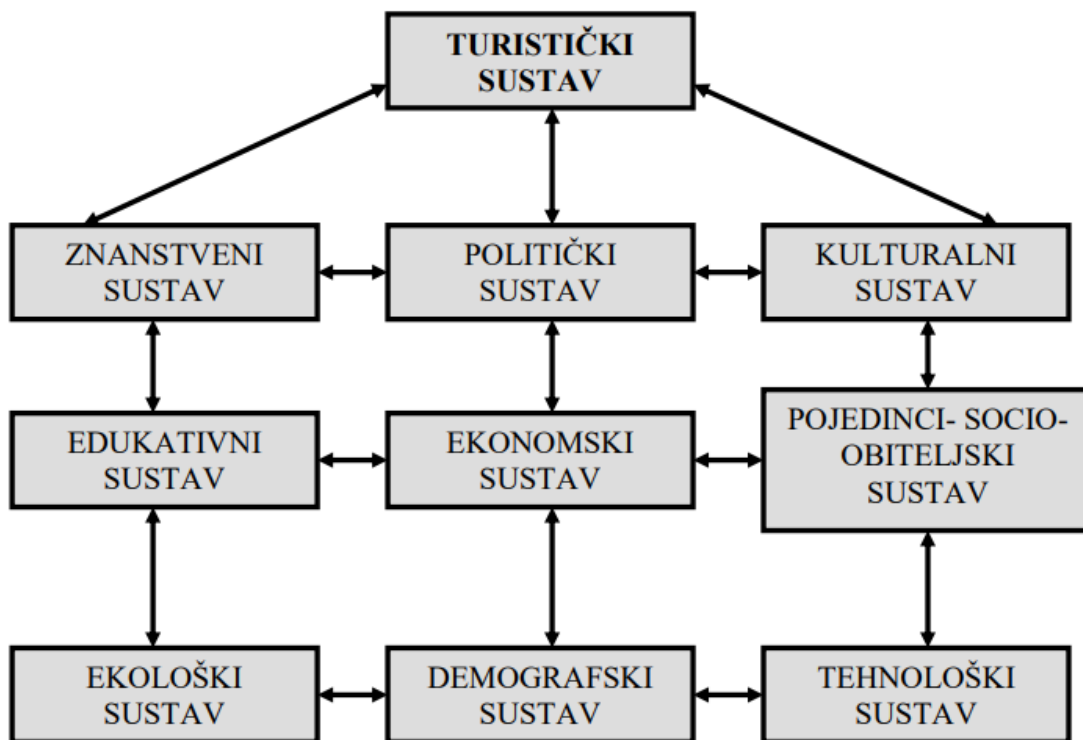 TURISTIČKI
SUSTAV
ZNANSTVENI
SUSTAV
POLITIČKI
SUSTAV
KULTURALNI
SUSTAV
EDUKATIVNI
SUSTAV
EKONOMSKI
SUSTAV
POJEDINCI- SOCIO-
OBITELJSKI
SUSTAV
EKOLOŠKI
SUSTAV
DEMOGRAFSKI
SUSTAV
TEHNOLOŠKI
SUSTAV